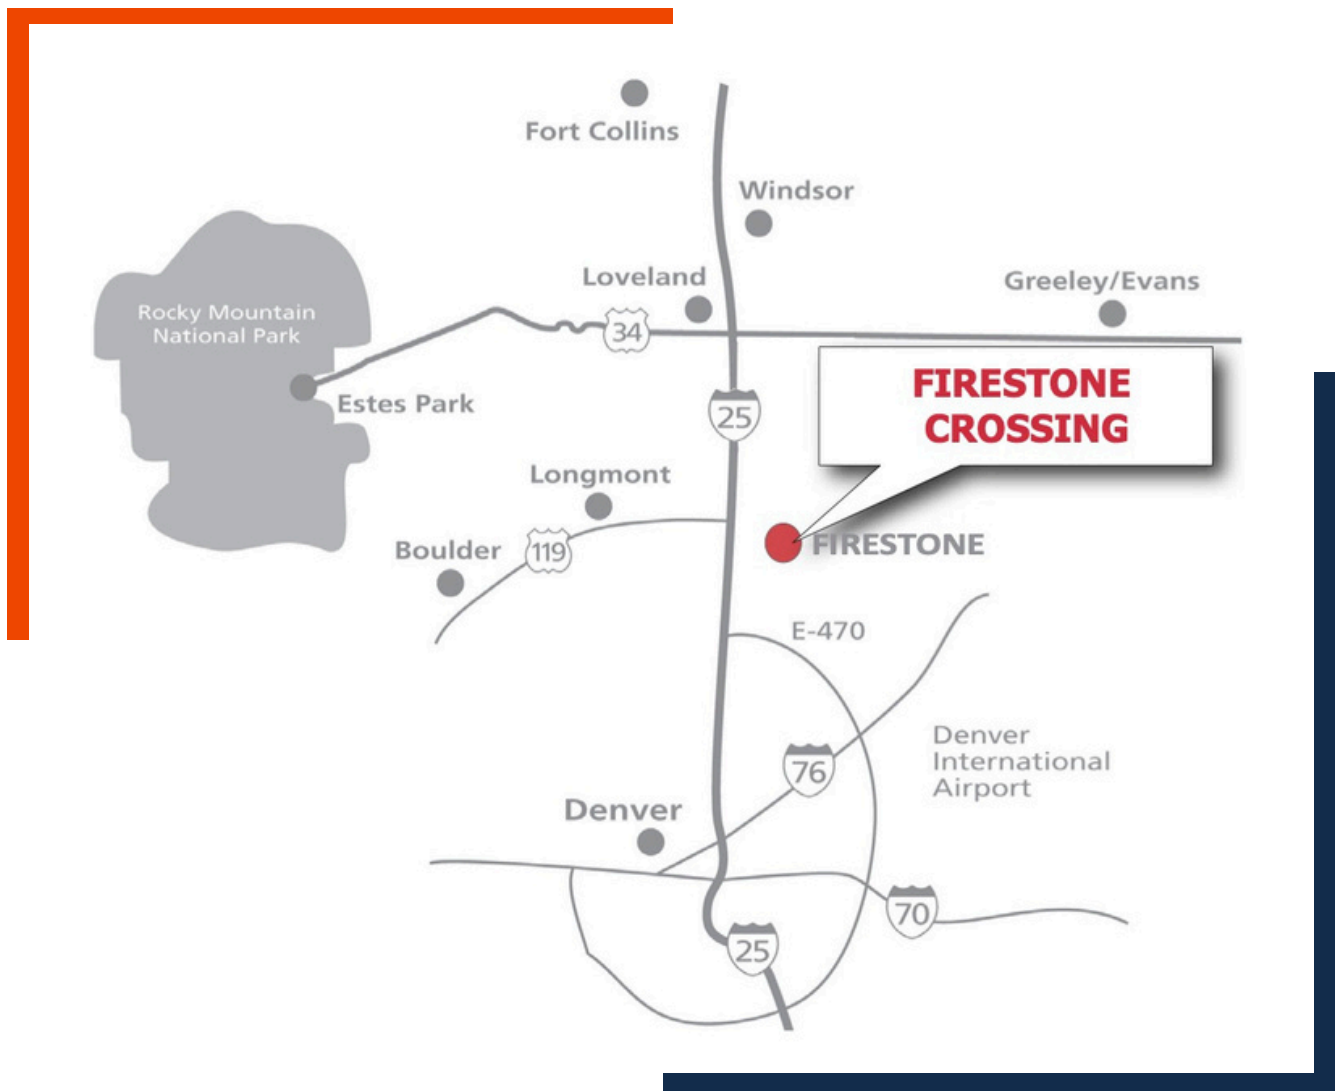 Fort Collins
Windsor
Loveland
Greeley/Evans
Rocky Mountain
National Park
34
Estes Park
FIRESTONE
CROSSING
25
Longmont
Boulder
119
FIRESTONE
E-470
Denver
International
Airport
76
Denver
70
25